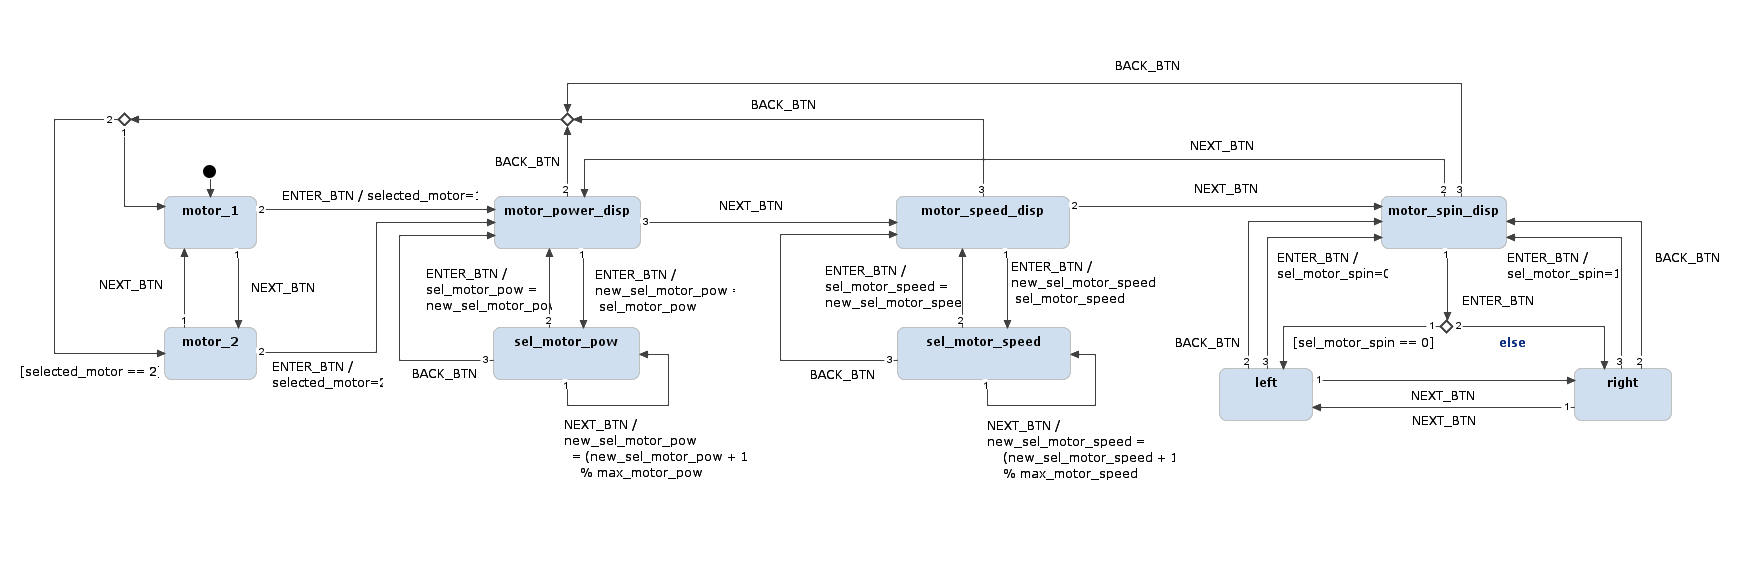 BACK_BTN
BACK_BTN
2
1
BACK_BTN
NEXT_BTN
2
3
2
3
NEXT_BTN
ENTER_BTN / selected_motor=1
motor_1
2
motor_power_disp
NEXT_BTN
3
motor_speed_disp
2
motor_spin_disp
1
1
1
1
NEXT_BTN
NEXT_BTN
ENTER_BTN /
sel_motor_pow =
new_sel_motor_pow
ENTER_BTN /
new_sel_motor_pow =
sel_motor_pow
ENTER_BTN /
sel_motor_speed =
new_sel_motor_spee
ENTER_BTN /
new_sel_motor_speed
sel_motor_speed
ENTER_BTN /
sel_motor_spin=0
ENTER_BTN /
sel_motor_spin=1
BACK_BTN
ENTER_BTN
1
2
2
1
2
motor_2
2
sel_motor_pow
3
sel_motor_speed
3
[sel_motor_spin == 0]
else
BACK_BTN
[selected_motor == 2]
ENTER_BTN /
selected_motor=2
BACK_BTN
BACK_BTN
2
3
3
2
left
1
right
1
1
NEXT_BTN
1
NEXT_BTN
NEXT_BTN /
new_sel_motor_pow
= (new_sel_motor_pow + 1
% max_motor_pow
NEXT_BTN /
new_sel_motor_speed =
(new_sel_motor_speed + 1
% max_motor_speed